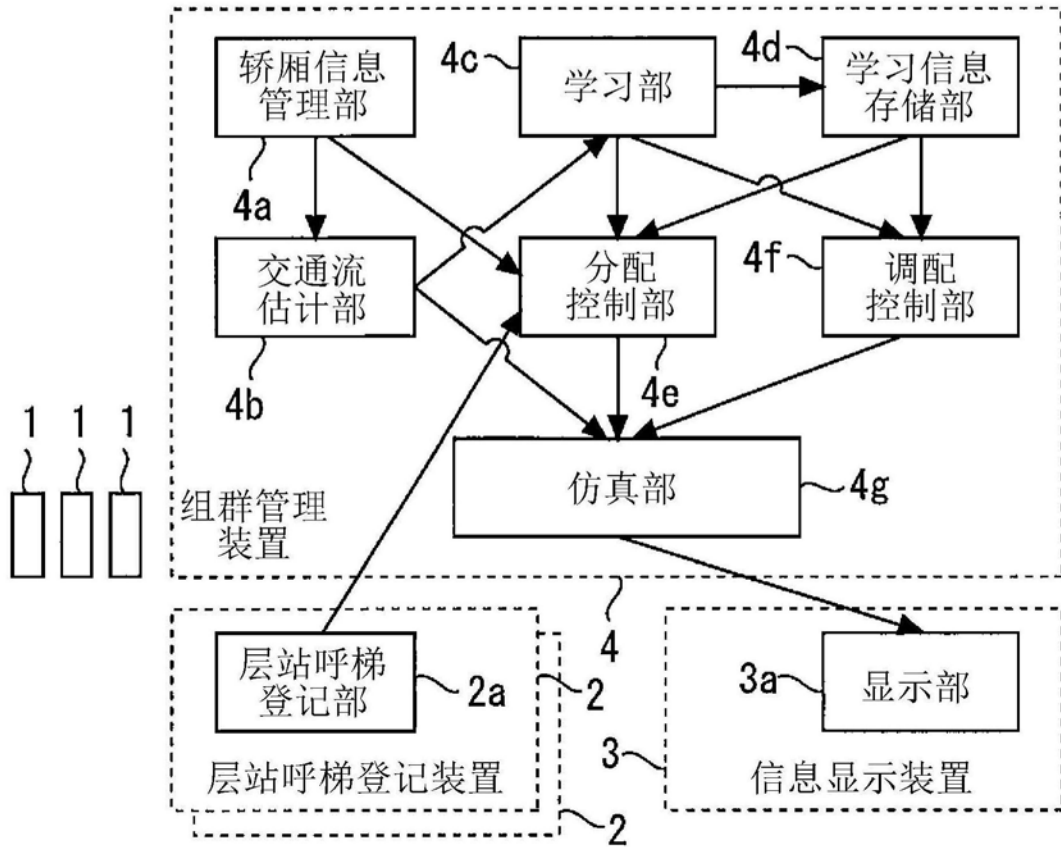 轿厢信息
管理部
4a
4c
学习部
4d
学习信息
存储部
交通流
估计部
4b
分配
控制部
4e
4f
调配
控制部
1
1
1
仿真部
4g
组群管理
装置
4
层站呼梯
登记部
2a
2
层站呼梯登记装置
2
3a
显示部
3
信息显示装置